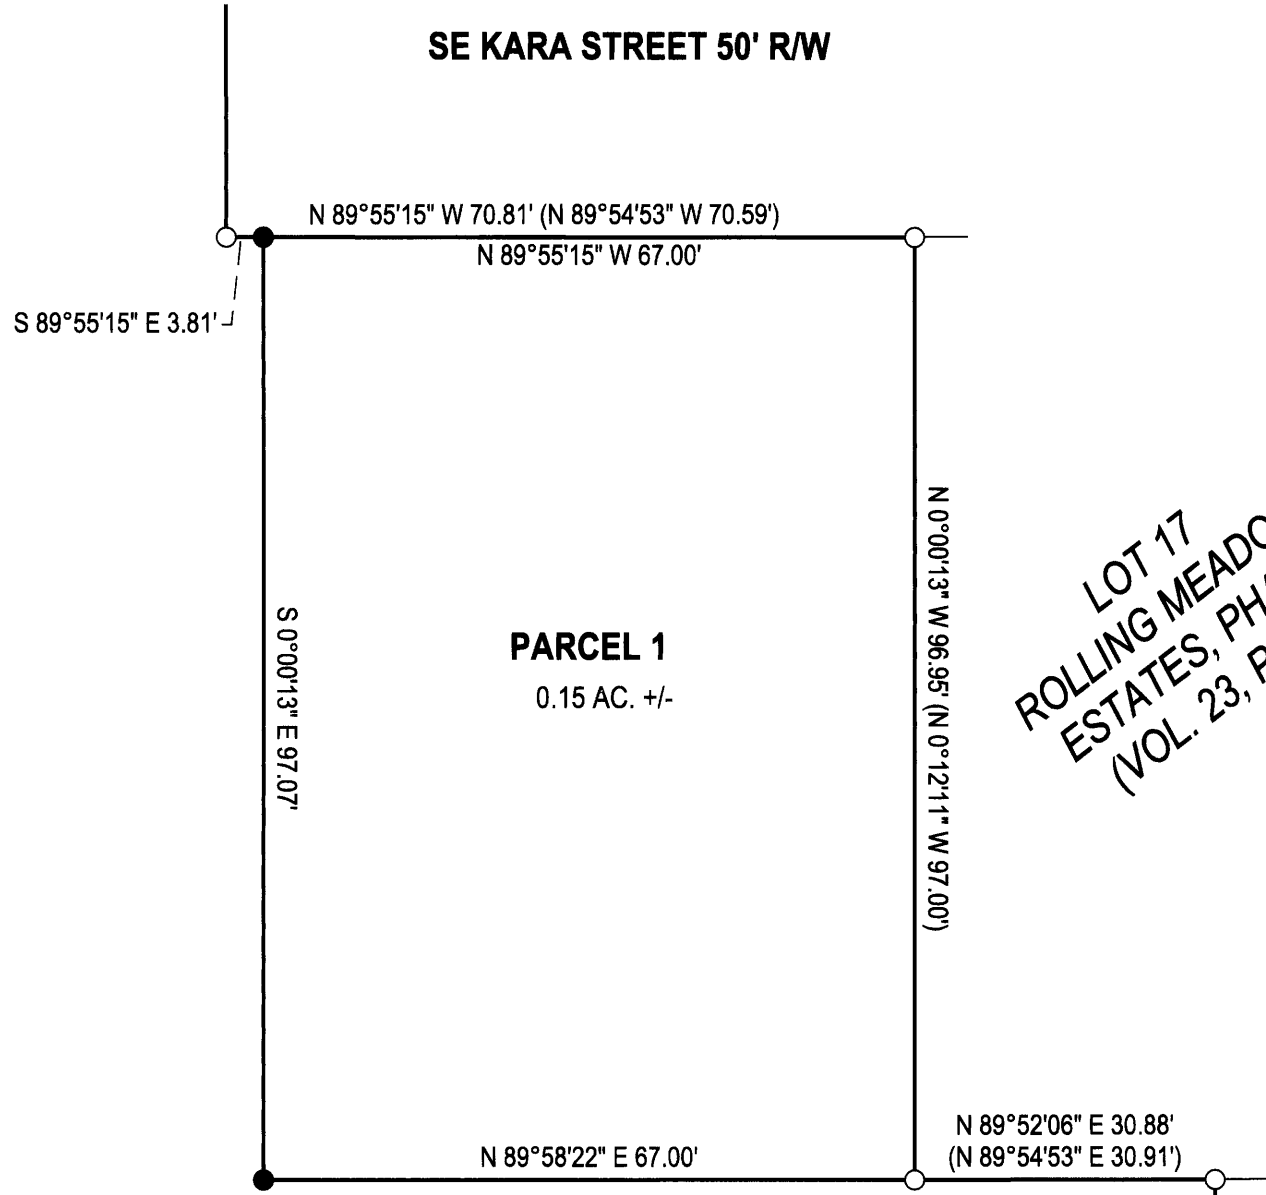 SE KARA STREET 50' R/W
N 89°55'15" W 70.81' (N 89°54'53" W 70.59')
N 89°55'15" W 67.00'
S 89°55'15" E 3.81'
N 0°00'13" W 96.95' (N 0°12'11" W 97.00')
LOT 17
ROLLING MEADO
ESTATES, PHA
(VOL. 23, P
S 0°00'13" E 97.07'
PARCEL 1
0.15 AC. +/-
N 89°52'06" E 30.88'
(N 89°54'53" E 30.91')
N 89°58'22" E 67.00'